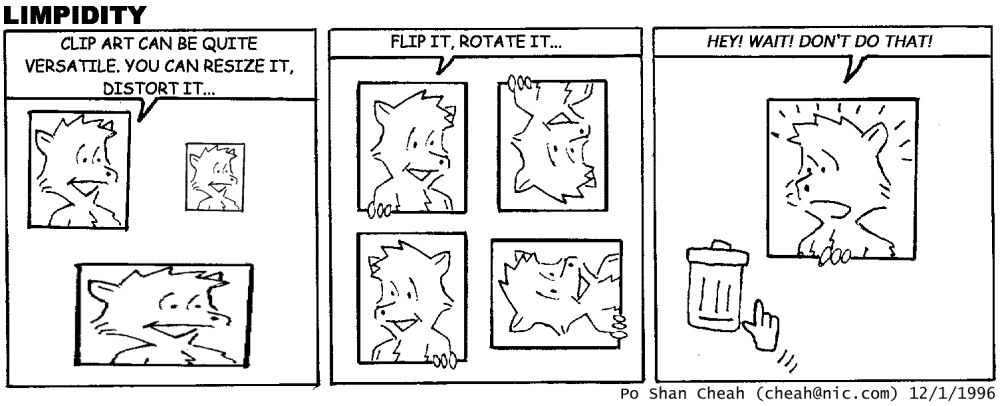 LIMPIDITY
CLIP ART CAN BE QUITE
VERSATILE. YOU CAN RESIZE IT,
DISTORT IT...
FLIP IT, ROTATE IT...
HEY! WAIT! DON'T DO THAT!
Po Shan Cheah (cheah@nic.com) 12/1/1996